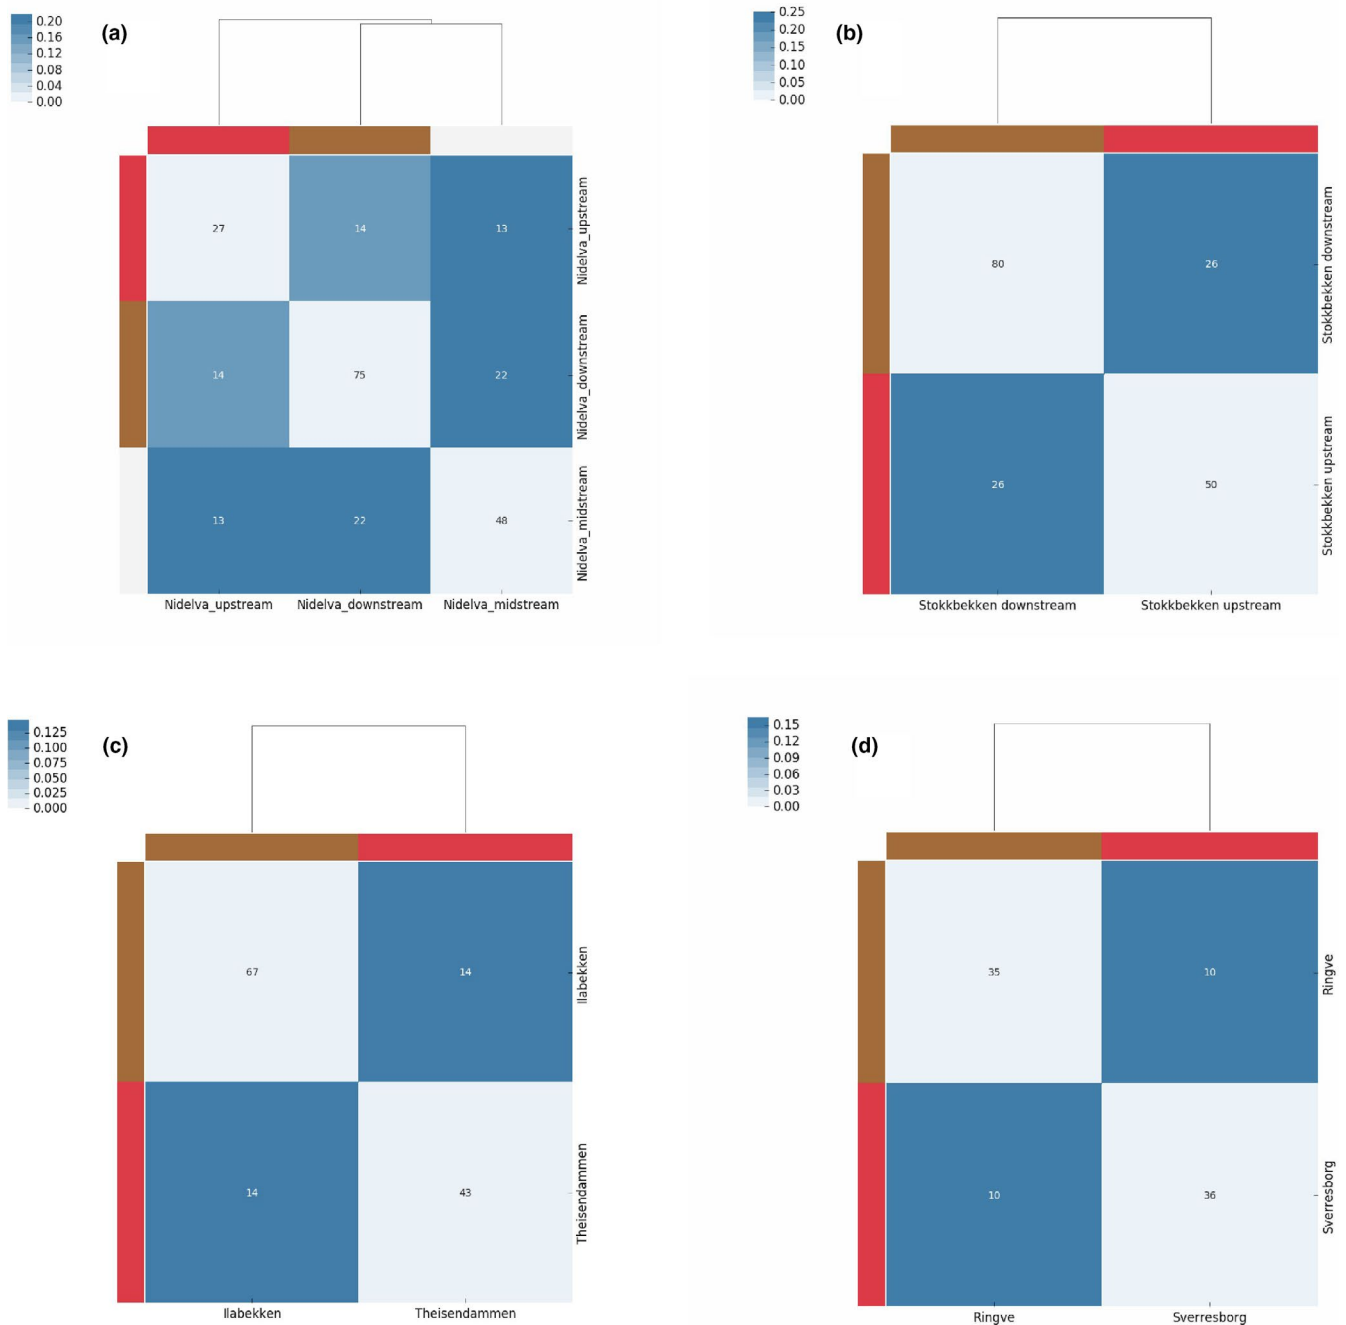 (a)
0.20
0.16
0.12
0.08
0.04
0.00
27 14 13
14 75 22
13 22 48
Nidelva_upstream
Nidelva_downstream
Nidelva_midstream
Nidelva_upstream Nidelva_downstream Nidelva_midstream
(b)
0.25
0.20
0.15
0.10
0.05
0.00
80 26
26 50
Stokkbekken downstream
Stokkbekken upstream
Stokkbekken downstream Stokkbekken upstream
(c)
0.125
0.100
0.075
0.050
0.025
0.000
67 14
14 43
Ilabekken
Theisendammen
Ilabekken Theisendammen
(d)
0.15
0.12
0.09
0.06
0.03
0.00
35 10
10 36
Ringve
Sverresborg
Ringve Sverresborg